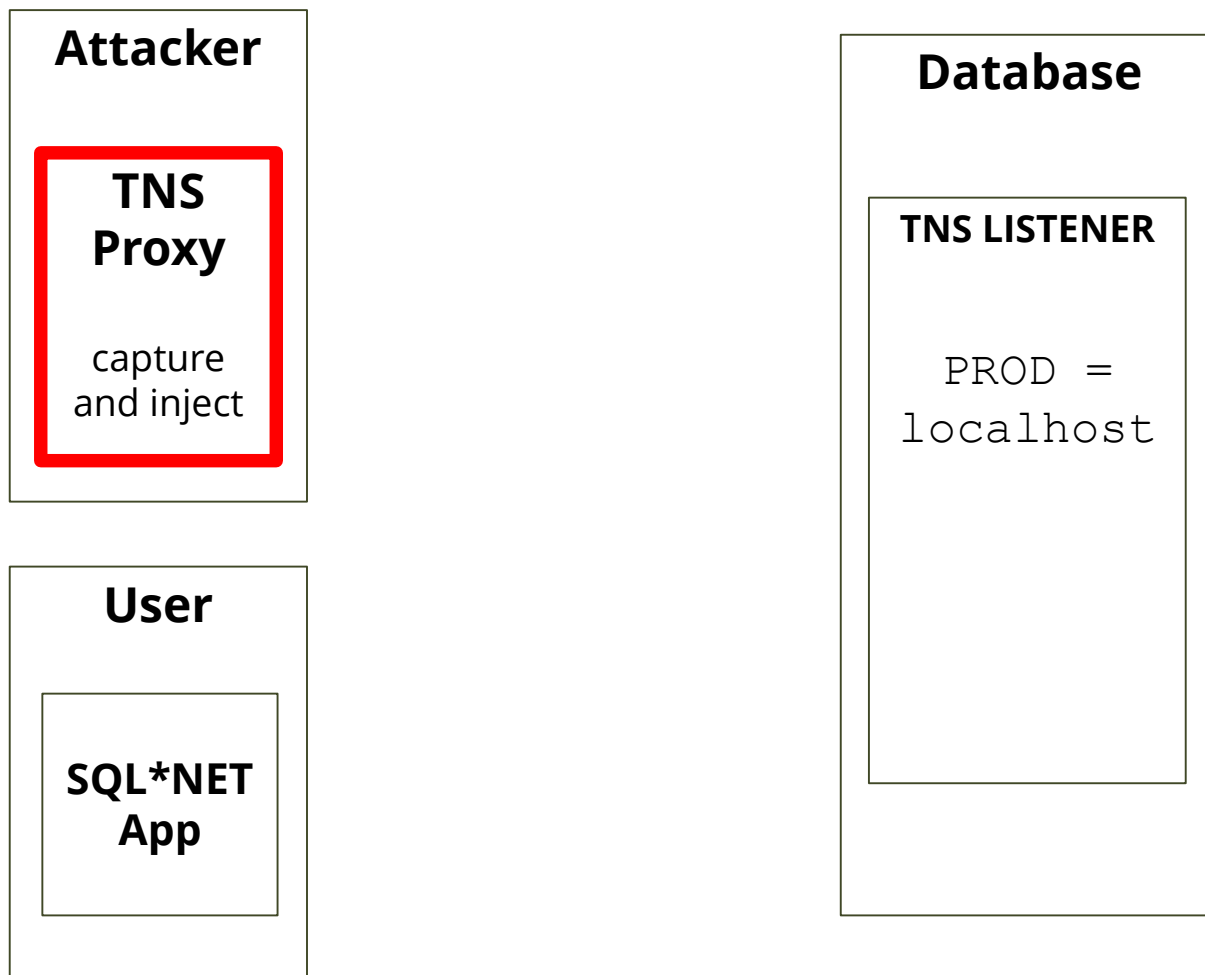 Attacker
TNS
Proxy
capture
and inject
User
SQL*NET
App
Database
TNS LISTENER
PROD =
localhost